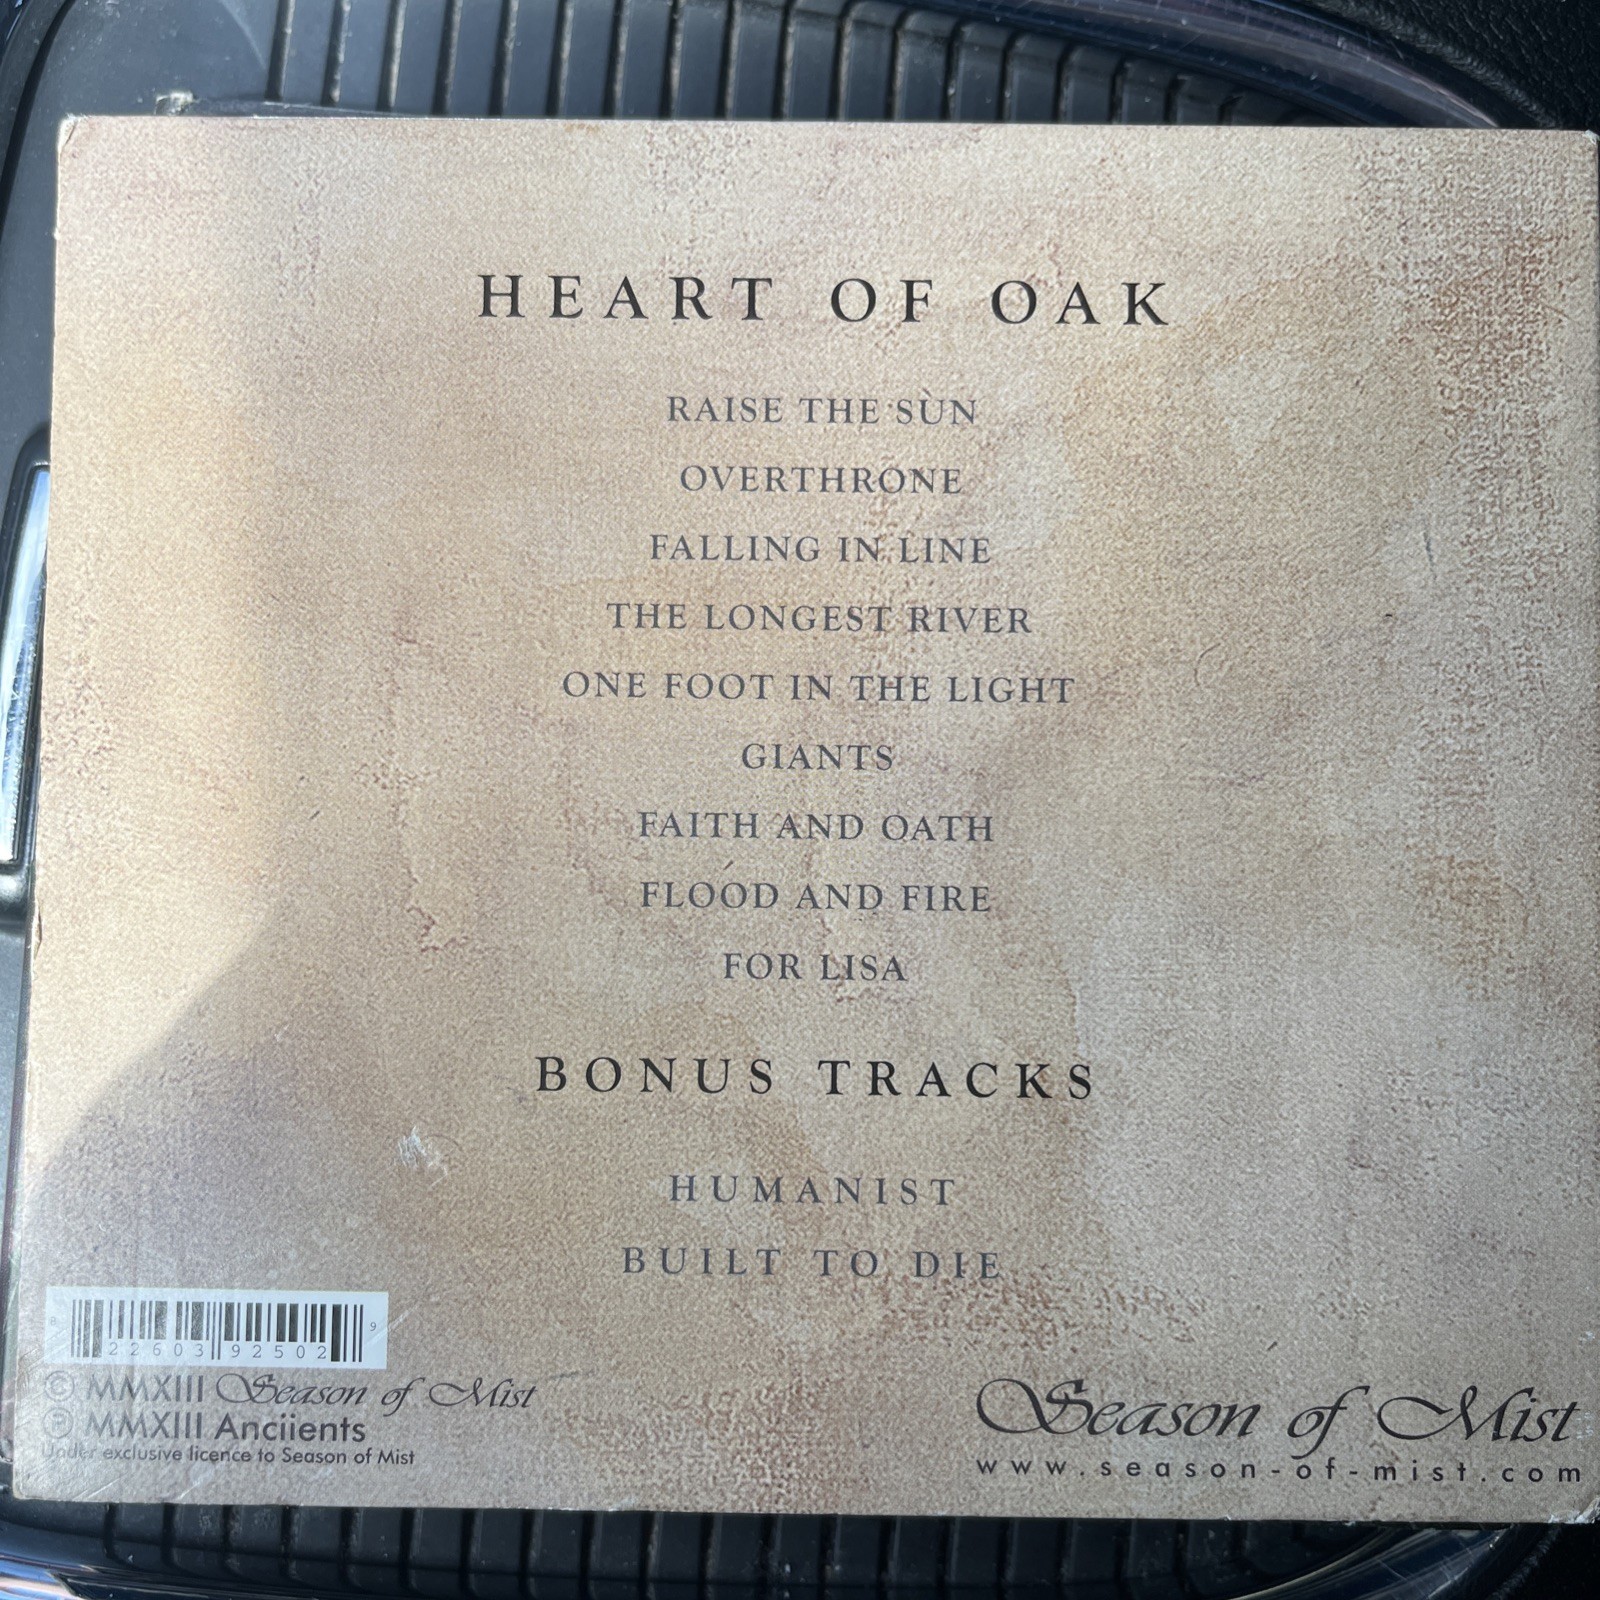 HEART OF OAK
RAISE THE SUN
OVERTHRONE
FALLING IN LINE
THE LONGEST RIVER
ONE FOOT IN THE LIGHT
GIANTS
FAITH AND OATH
FLOOD AND FIRE
FOR LISA
BONUS TRACKS
HUMANIST
BUILT TO DIE
8 22603 92502 9
© MMXIII Season of Mist
℗ MMXIII Anciients
Under exclusive licence to Season of Mist
Season of Mist
www.season-of-mist.com